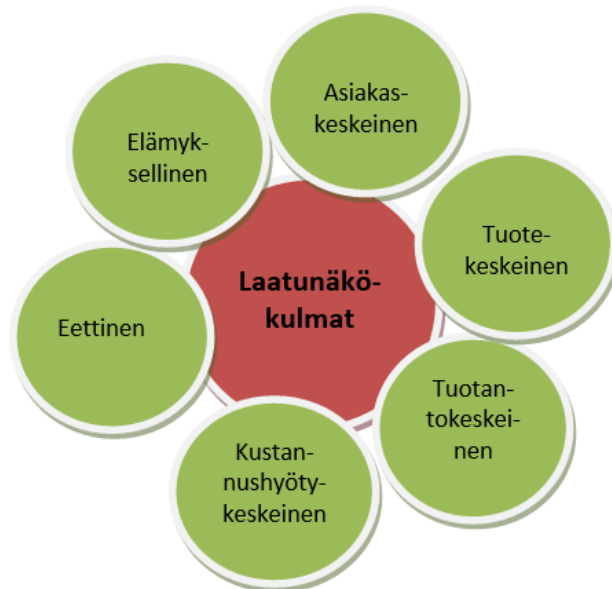 Asiakas-
keskeinen
Elämyk-
sellinen
Tuote-
keskeinen
Laatunäkö-
kulmat
Eettinen
Tuotan-
tokeskei-
nen
Kustan-
nushyöty-
keskeinen